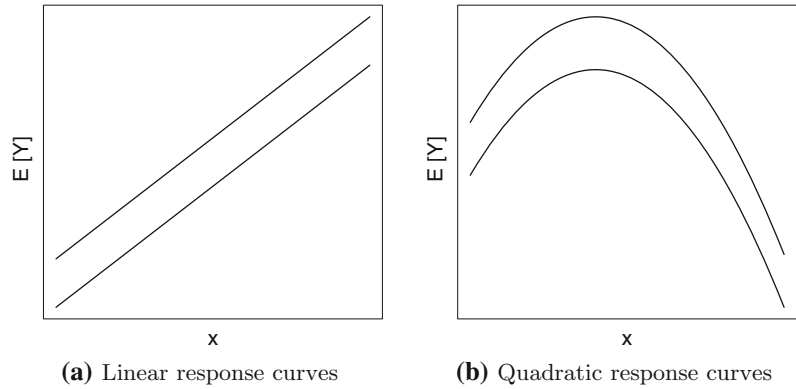 E [Y]
x
(a) Linear response curves
E [Y]
x
(b) Quadratic response curves